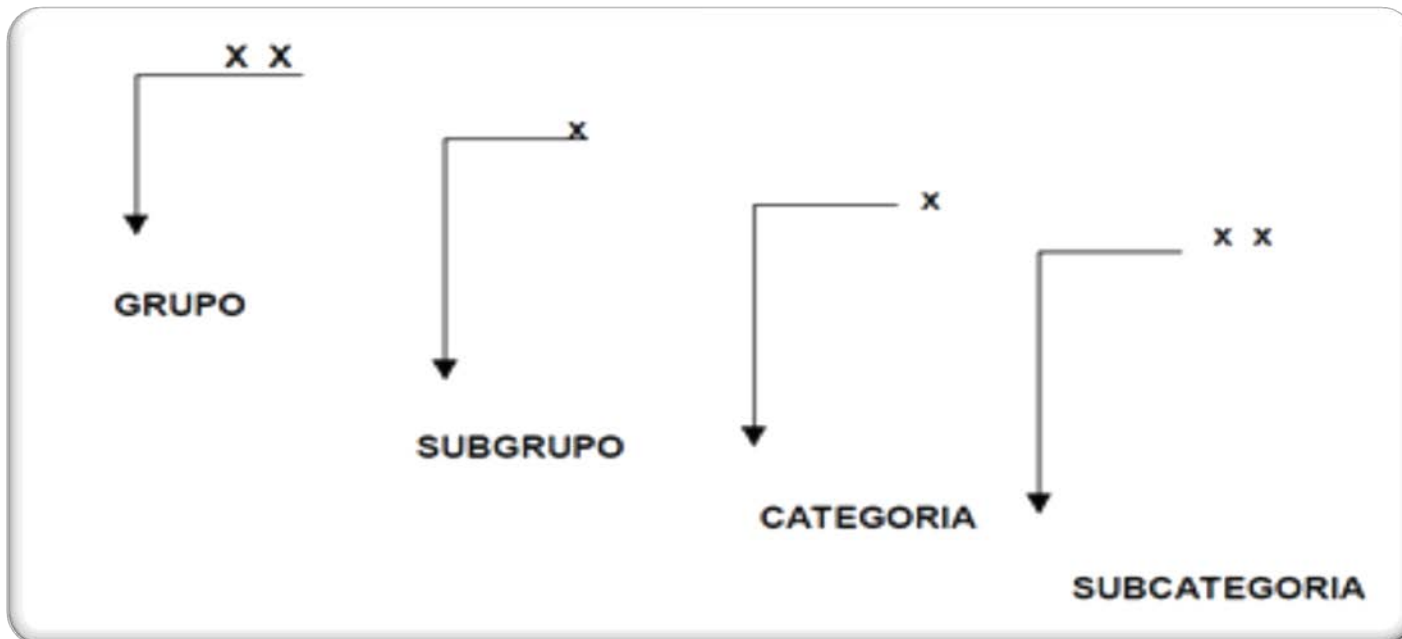 X X
X
X
X X
GRUPO
SUBGRUPO
CATEGORIA
SUBCATEGORIA